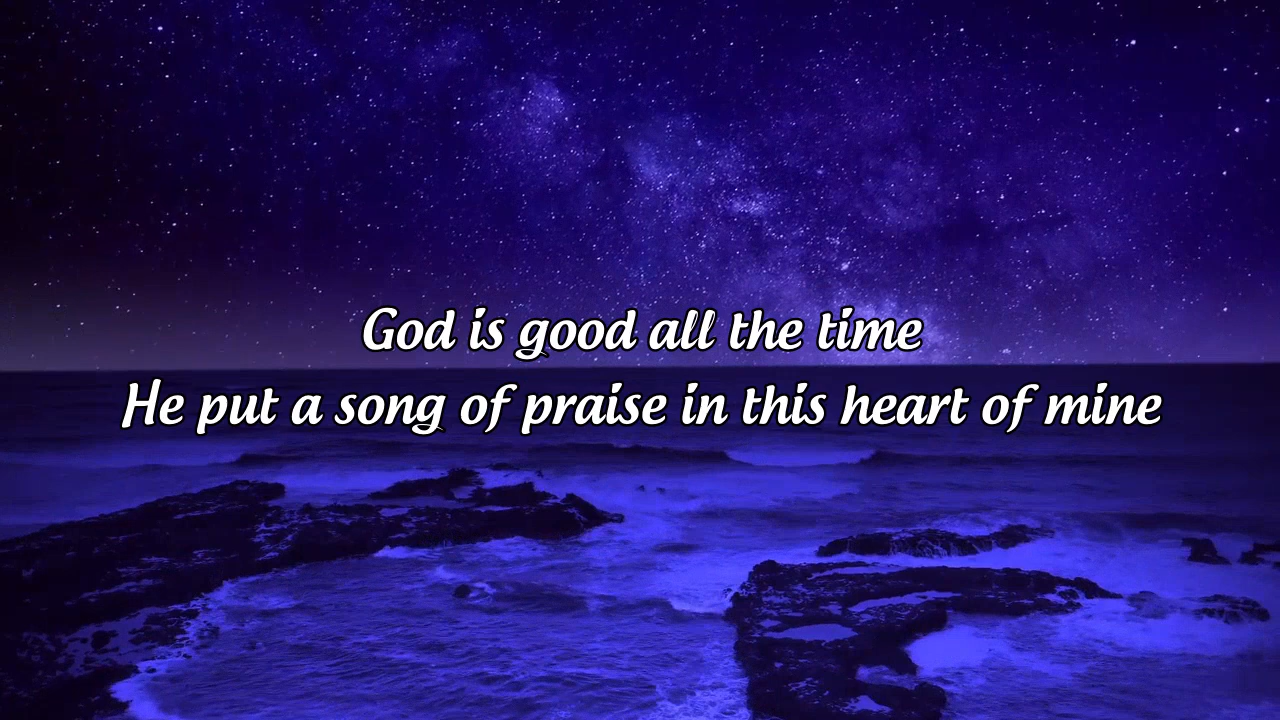 God is good all the time
He put a song of praise in this heart of mine